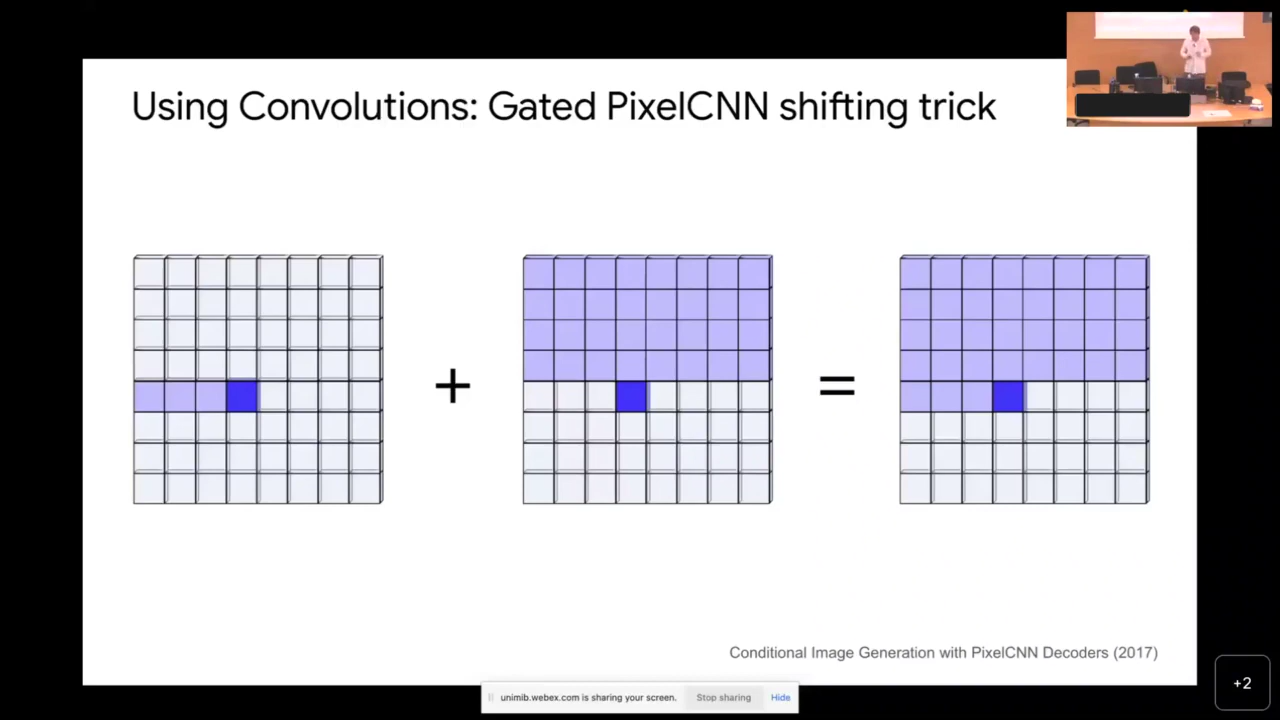 Using Convolutions: Gated PixelCNN shifting trick
+
=
Conditional Image Generation with PixelCNN Decoders (2017)
unimib.webex.com is sharing your screen. Stop sharing Hide
+2